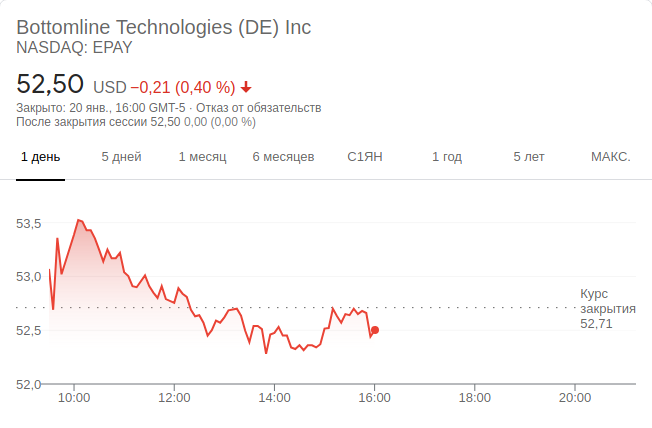 Bottomline Technologies (DE) Inc
NASDAQ: EPAY
52,50 USD −0,21 (0,40 %)
Закрыто: 20 янв., 16:00 GMT-5 · Отказ от обязательств
После закрытия сессии 52,50 0,00 (0,00 %)
1 день 5 дней 1 месяц 6 месяцев С1ЯН 1 год 5 лет МАКС.
53,5
53,0
Курс
закрытия
52,71
52,5
52,0
10:00 12:00 14:00 16:00 18:00 20:00